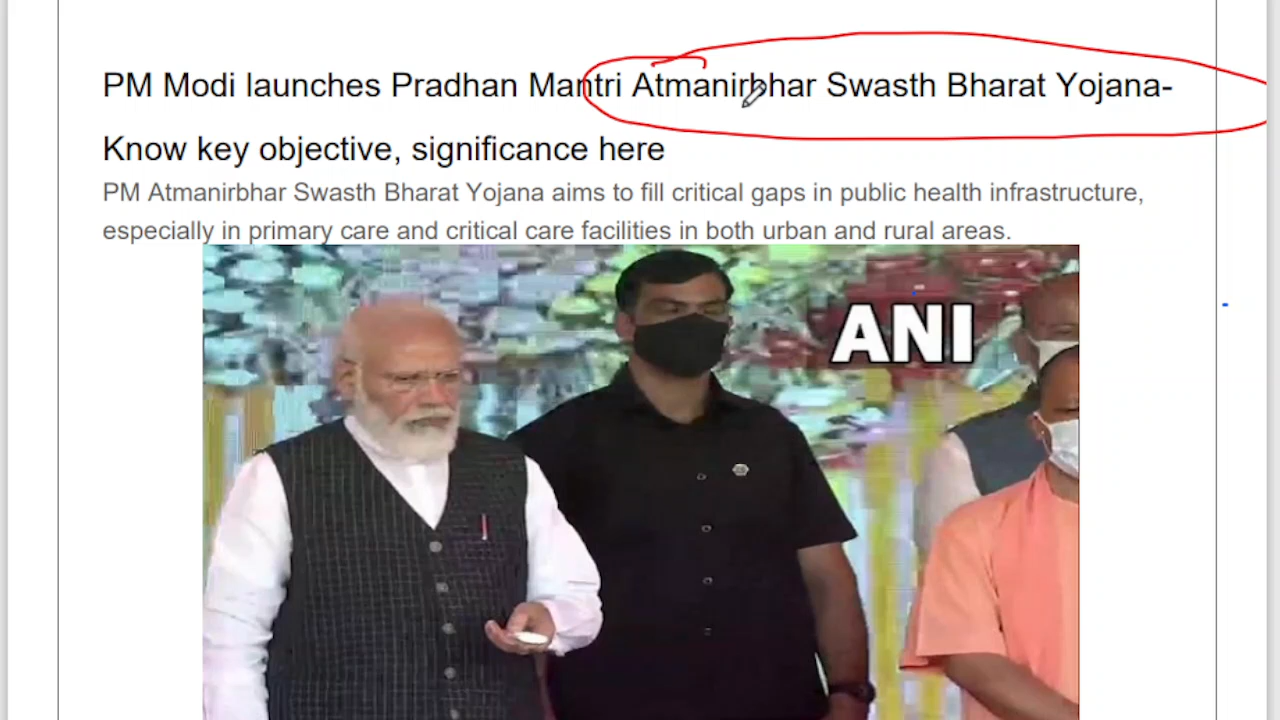 PM Modi launches Pradhan Mantri Atmanirbhar Swasth Bharat Yojana-
Know key objective, significance here
PM Atmanirbhar Swasth Bharat Yojana aims to fill critical gaps in public health infrastructure,
especially in primary care and critical care facilities in both urban and rural areas.
ANI